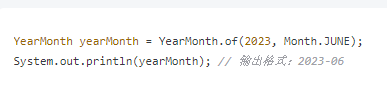 YearMonth yearMonth = YearMonth.of(2023, Month.JUNE);
System.out.println(yearMonth); // 输出格式：2023-06